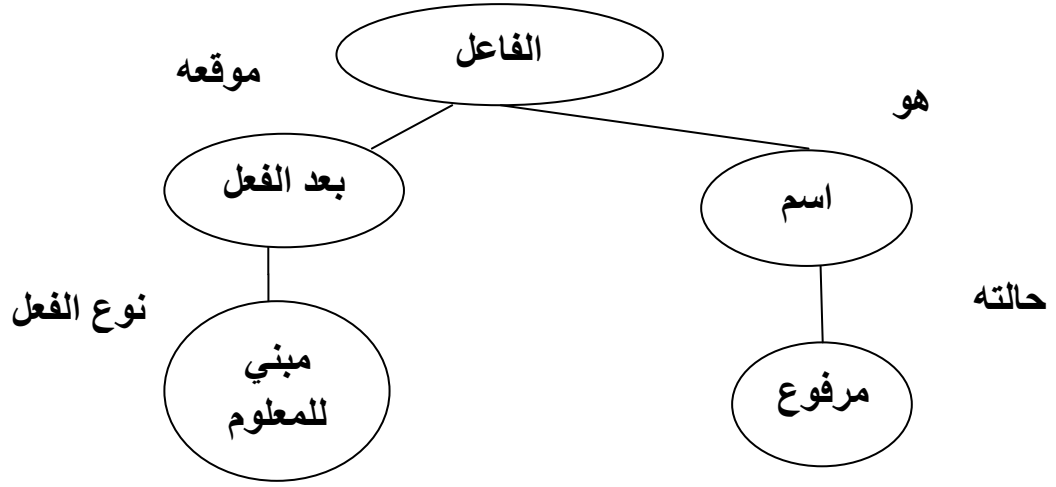 الفاعل
هو
موقعه
اسم
بعد الفعل
حالته
نوع الفعل
مرفوع
مبني
للمعلوم